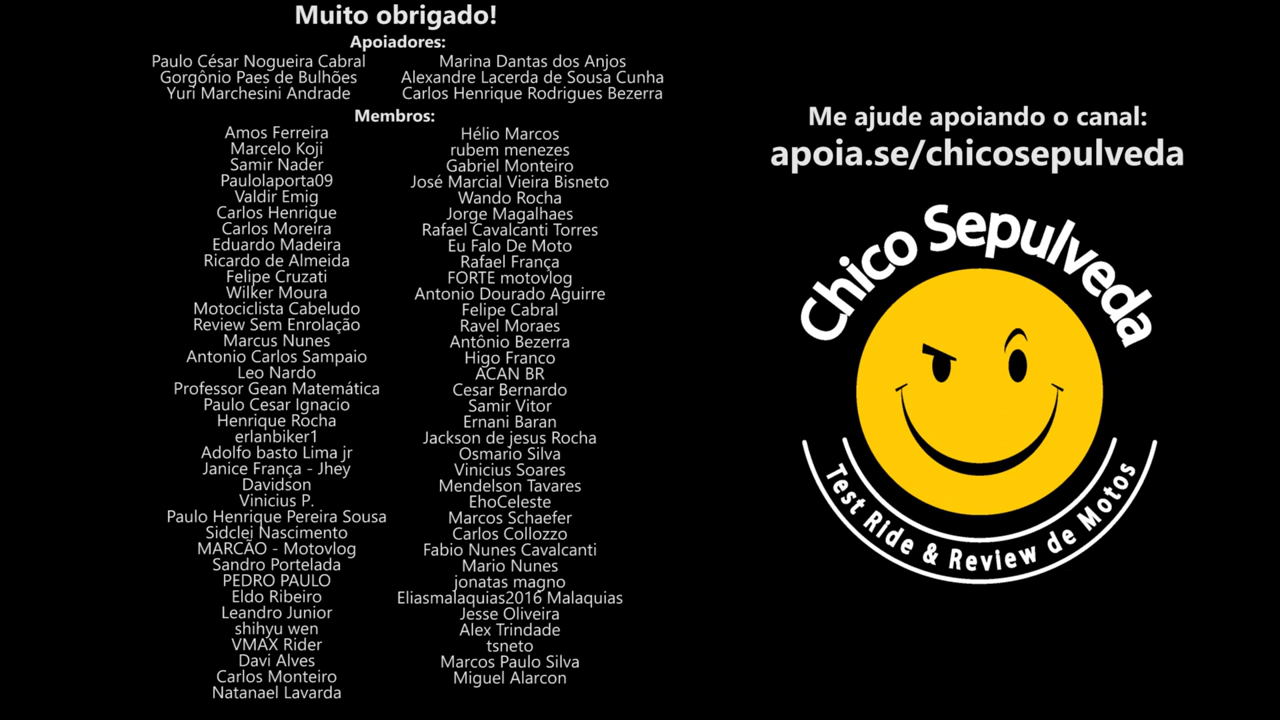 Muito obrigado!
Apoiadores:
Paulo César Nogueira Cabral
Gorgônio Paes de Bulhões
Yuri Marchesini Andrade
Marina Dantas dos Anjos
Alexandre Lacerda de Sousa Cunha
Carlos Henrique Rodrigues Bezerra
Membros:
Amos Ferreira
Marcelo Koji
Samir Nader
Paulolaporta09
Valdir Emig
Carlos Henrique
Carlos Moreira
Eduardo Madeira
Ricardo de Almeida
Felipe Cruzati
Wilker Moura
Motociclista Cabeludo
Review Sem Enrolação
Marcus Nunes
Antonio Carlos Sampaio
Leo Nardo
Professor Gean Matemática
Paulo Cesar Ignacio
Henrique Rocha
erlanbiker1
Adolfo basto Lima jr
Janice França - Jhey
Davidson
Vinicius P.
Paulo Henrique Pereira Sousa
Sidclei Nascimento
MARCÃO - Motovlog
Sandro Portelada
PEDRO PAULO
Eldo Ribeiro
Leandro Junior
shihyu wen
VMAX Rider
Davi Alves
Carlos Monteiro
Natanael Lavarda
Hélio Marcos
rubem menezes
Gabriel Monteiro
José Marcial Vieira Bisneto
Wando Rocha
Jorge Magalhaes
Rafael Cavalcanti Torres
Eu Falo De Moto
Rafael França
FORTE motovlog
Antonio Dourado Aguirre
Felipe Cabral
Ravel Moraes
Antônio Bezerra
Higo Franco
ACAN BR
Cesar Bernardo
Samir Vitor
Ernani Baran
Jackson de jesus Rocha
Osmario Silva
Vinicius Soares
Mendelson Tavares
EhoCeleste
Marcos Schaefer
Carlos Collozzo
Fabio Nunes Cavalcanti
Mario Nunes
jonatas magno
Eliasmalaquias2016 Malaquias
Jesse Oliveira
Alex Trindade
tsneto
Marcos Paulo Silva
Miguel Alarcon
Me ajude apoiando o canal:
apoia.se/chicosepulveda
Chico Sepulveda
Test Ride & Review de Motos